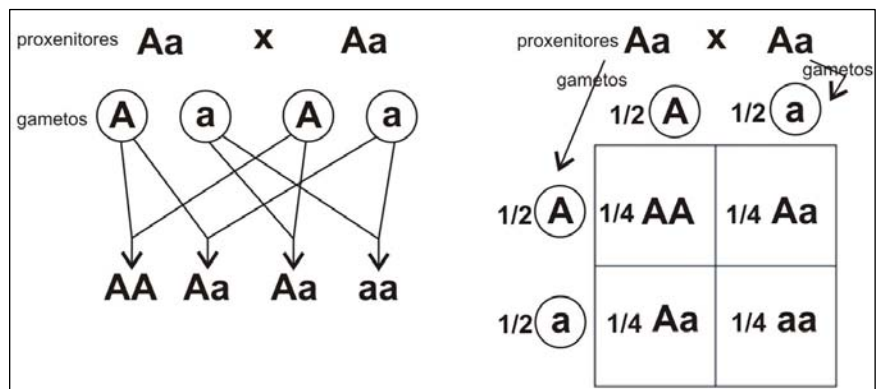 proxenitores Aa x Aa
gametos A a A a
AA Aa Aa aa
proxenitores Aa x Aa
gametos gametos
1/2 A 1/2 a
1/2 A 1/4 AA 1/4 Aa
1/2 a 1/4 Aa 1/4 aa